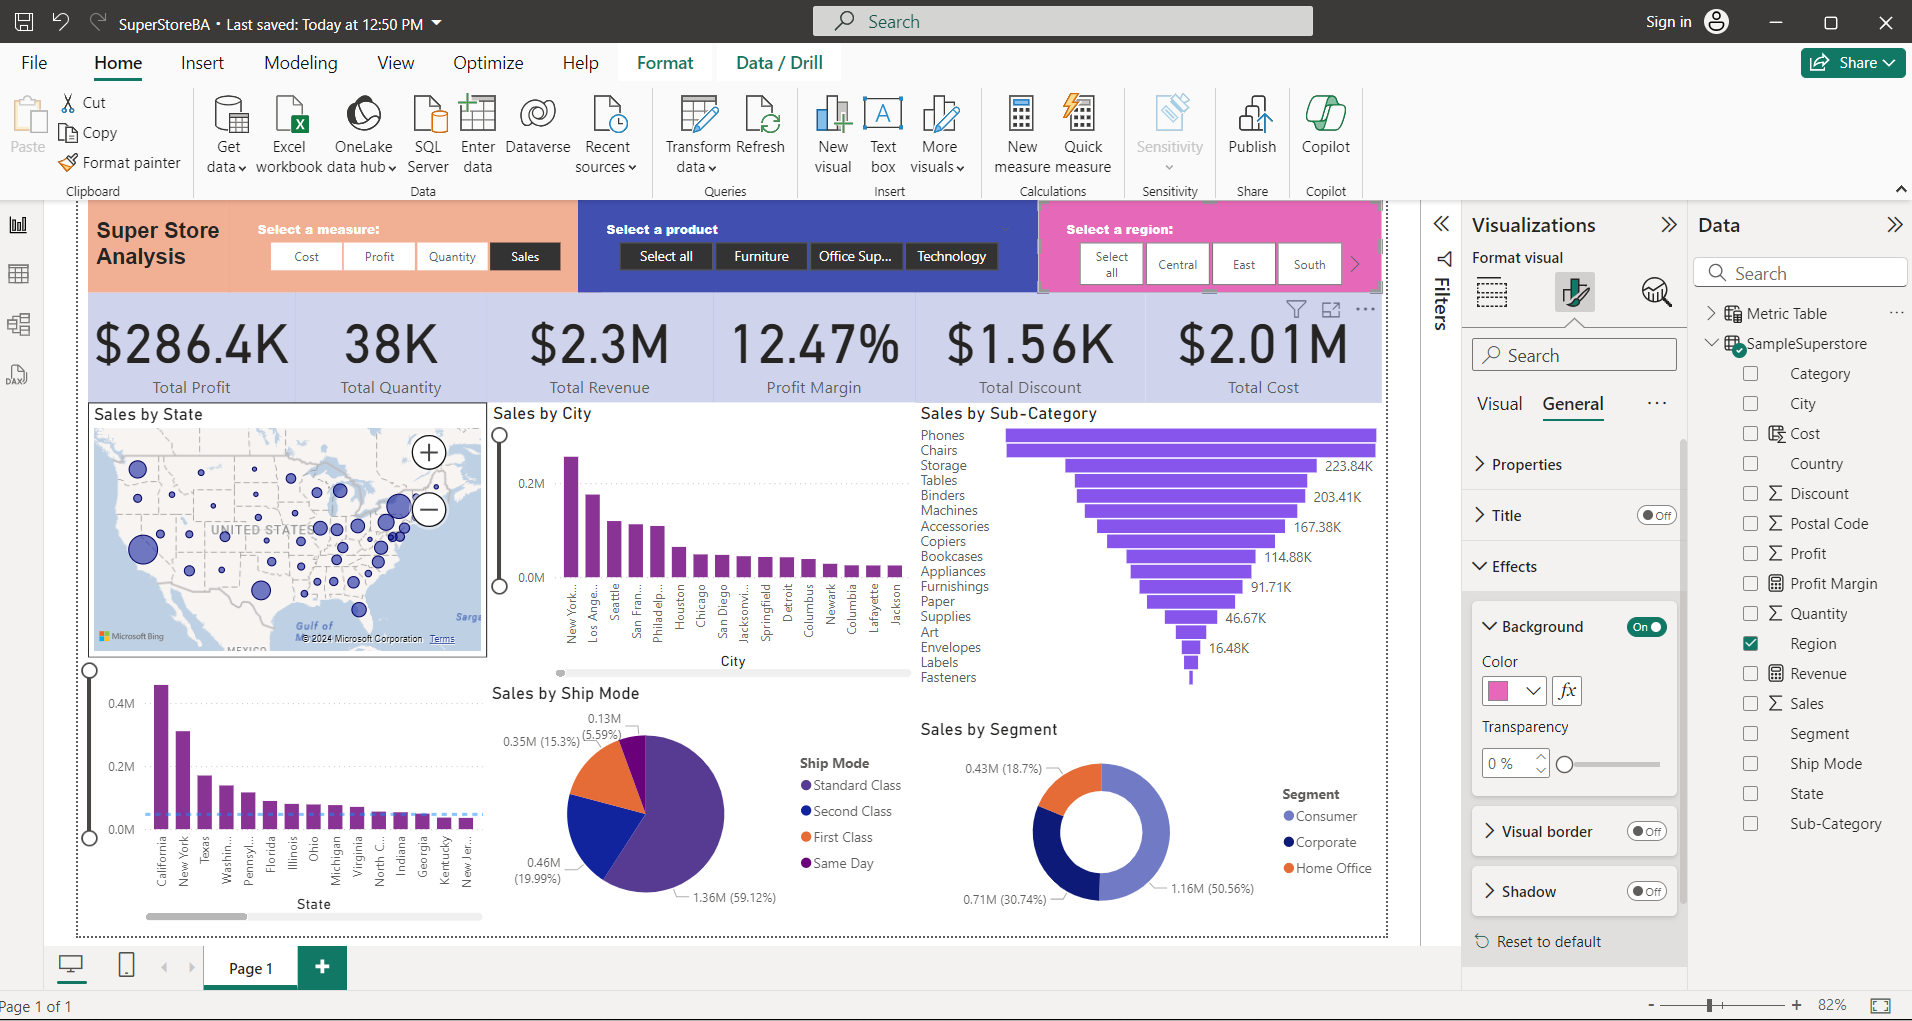 SuperStoreBA • Last saved: Today at 12:50 PM
Search
Sign in
File Home Insert Modeling View Optimize Help Format Data / Drill
Share
Paste
Cut
Copy
Format painter
Clipboard
Get data
Excel workbook
OneLake data hub
SQL Server
Enter data
Dataverse
Recent sources
Data
Transform data
Refresh
Queries
New visual
Text box
More visuals
Insert
New measure
Quick measure
Calculations
Sensitivity
Sensitivity
Publish
Share
Copilot
Copilot
DAX
Super Store
Analysis
Select a measure:
Cost Profit Quantity Sales
Select a product
Select all Furniture Office Sup... Technology
Select a region:
Select all Central East South
$286.4K
Total Profit
38K
Total Quantity
$2.3M
Total Revenue
12.47%
Profit Margin
$1.56K
Total Discount
$2.01M
Total Cost
Sales by State
UNITED STATES
Gulf of
MEXICO
Sarga
Microsoft Bing
© 2024 Microsoft Corporation Terms
0.4M
0.2M
0.0M
California
New York
Texas
Washin...
Pennsyl...
Florida
Illinois
Ohio
Michigan
Virginia
North C...
Indiana
Georgia
Kentucky
New Jer...
State
Sales by City
0.2M
0.0M
New York...
Los Ange...
Seattle
San Fran...
Philadelp...
Houston
Chicago
San Diego
Jacksonvi...
Springfield
Detroit
Columbus
Newark
Columbia
Lafayette
Jackson
City
Sales by Ship Mode
0.13M
(5.59%)
0.35M (15.3%)
0.46M
(19.99%)
1.36M (59.12%)
Ship Mode
Standard Class
Second Class
First Class
Same Day
Sales by Sub-Category
Phones
Chairs
Storage 223.84K
Tables
Binders 203.41K
Machines
Accessories 167.38K
Copiers
Bookcases 114.88K
Appliances
Furnishings 91.71K
Paper
Supplies 46.67K
Art
Envelopes 16.48K
Labels
Fasteners
Sales by Segment
0.43M (18.7%)
0.71M (30.74%)
1.16M (50.56%)
Segment
Consumer
Corporate
Home Office
Filters
Visualizations
Format visual
Search
Visual General
Properties
Title Off
Effects
Background On
Color
fx
Transparency
0 %
Visual border Off
Shadow Off
Reset to default
Data
Search
Metric Table
SampleSuperstore
Category
City
Cost
Country
Discount
Postal Code
Profit
Profit Margin
Quantity
Region
Revenue
Sales
Segment
Ship Mode
State
Sub-Category
Page 1
Page 1 of 1
82%